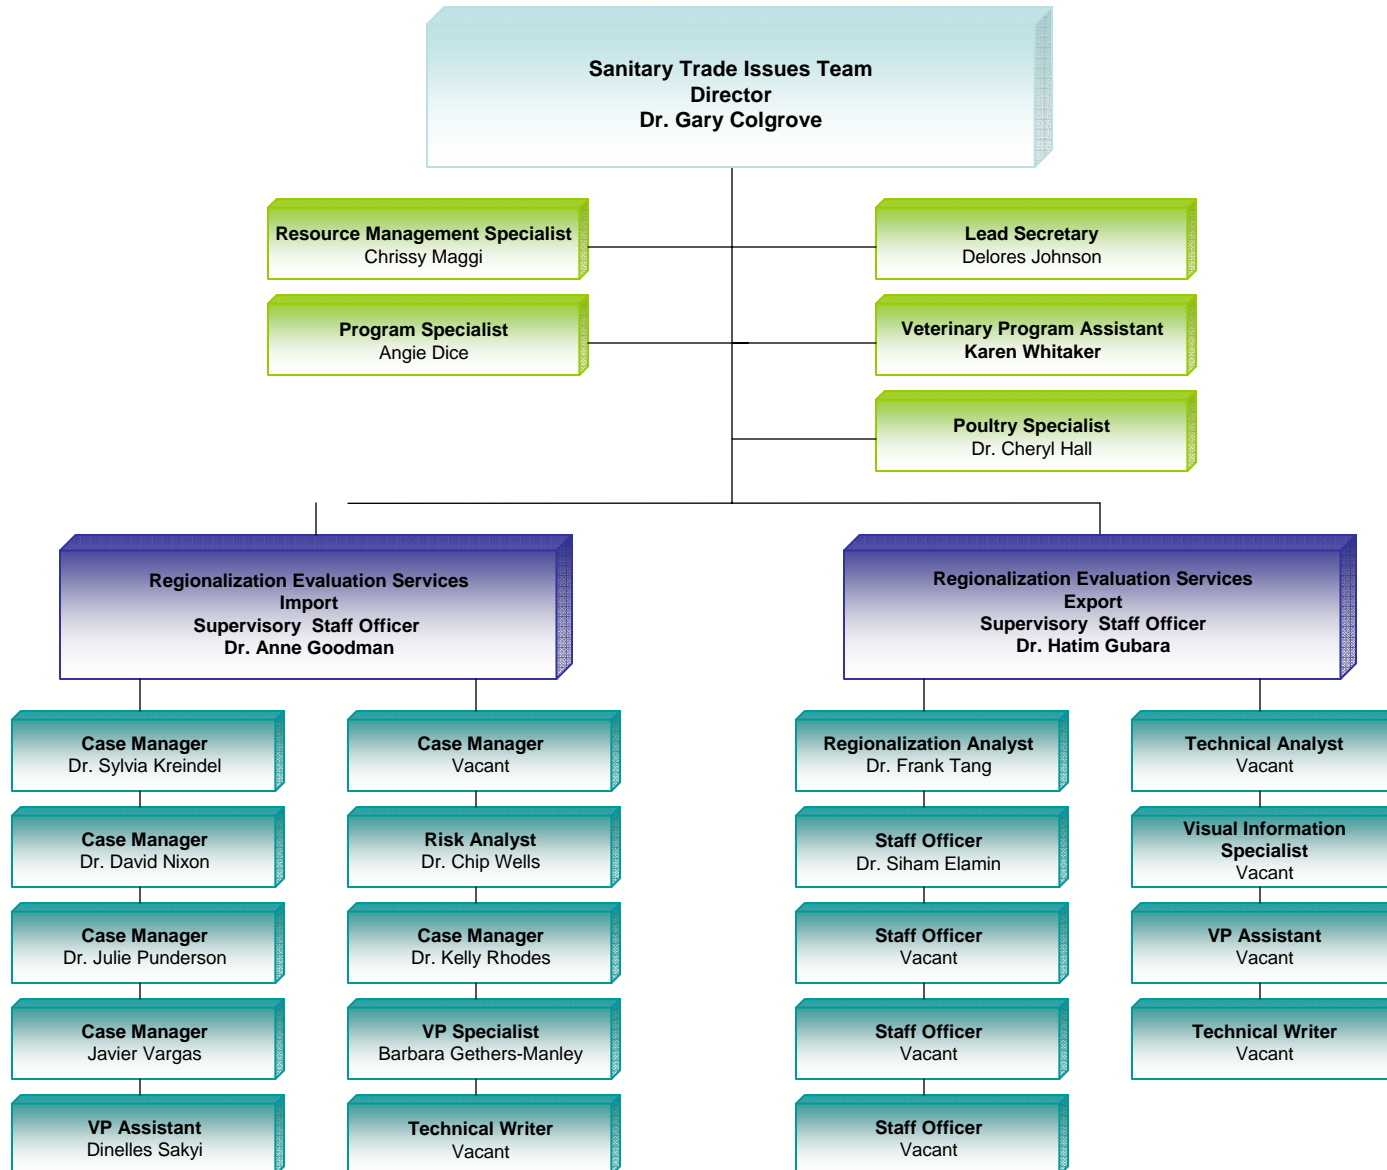 Sanitary Trade Issues Team
Director
Dr. Gary Colgrove
Resource Management Specialist
Chrissy Maggi
Lead Secretary
Delores Johnson
Program Specialist
Angie Dice
Veterinary Program Assistant
Karen Whitaker
Poultry Specialist
Dr. Cheryl Hall
Regionalization Evaluation Services
Import
Supervisory Staff Officer
Dr. Anne Goodman
Regionalization Evaluation Services
Export
Supervisory Staff Officer
Dr. Hatim Gubara
Case Manager
Dr. Sylvia Kreindel
Case Manager
Vacant
Regionalization Analyst
Dr. Frank Tang
Technical Analyst
Vacant
Case Manager
Dr. David Nixon
Risk Analyst
Dr. Chip Wells
Staff Officer
Dr. Siham Elamin
Visual Information
Specialist
Vacant
Case Manager
Dr. Julie Punderson
Case Manager
Dr. Kelly Rhodes
Staff Officer
Vacant
VP Assistant
Vacant
Case Manager
Javier Vargas
VP Specialist
Barbara Gethers-Manley
Staff Officer
Vacant
Technical Writer
Vacant
VP Assistant
Dinelles Sakyi
Technical Writer
Vacant
Staff Officer
Vacant